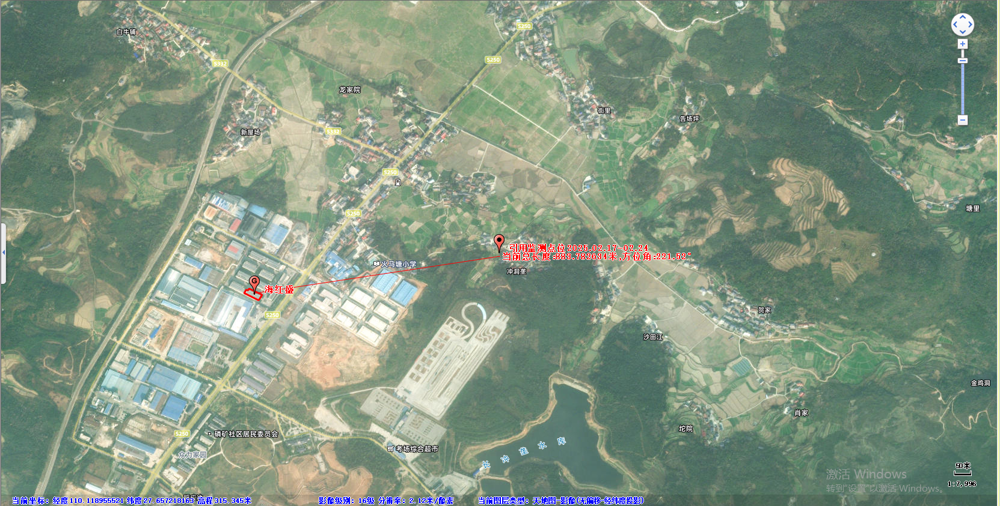 白牛铺
S250
S332
S250
龙家院
街里
告场坪
新屋场
S332
S250
塘里
S250
引用监测点位2025.02.17-02.24
当前总长度:883.782634米,方位角:221.52°
火马塘小学
冲洞垄
G
海红盛
贺家
S250
沙田江
金鸡洞
肖家
坨院
S250
磷矿社区居民委员会
考场综合超市
众力家园
长冲垄水库
50米
1:7,996
激活 Windows
转到“设置”以激活 Windows。
当前坐标：经度110.118955521 纬度27.657218163 高程315.345米
影像级别：16级 分辨率：2.12米/像素
当前图层类型：天地图-影像(无偏移-经纬度投影)